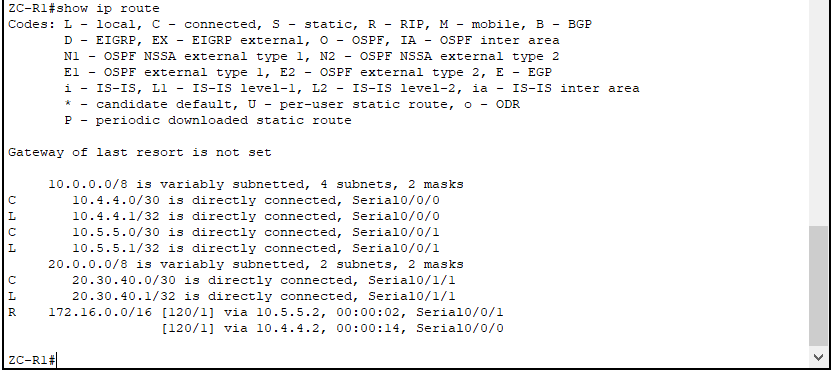 ZC-R1#show ip route
Codes: L - local, C - connected, S - static, R - RIP, M - mobile, B - BGP
D - EIGRP, EX - EIGRP external, O - OSPF, IA - OSPF inter area
N1 - OSPF NSSA external type 1, N2 - OSPF NSSA external type 2
E1 - OSPF external type 1, E2 - OSPF external type 2, E - EGP
i - IS-IS, L1 - IS-IS level-1, L2 - IS-IS level-2, ia - IS-IS inter area
* - candidate default, U - per-user static route, o - ODR
P - periodic downloaded static route
Gateway of last resort is not set
10.0.0.0/8 is variably subnetted, 4 subnets, 2 masks
C 10.4.4.0/30 is directly connected, Serial0/0/0
L 10.4.4.1/32 is directly connected, Serial0/0/0
C 10.5.5.0/30 is directly connected, Serial0/0/1
L 10.5.5.1/32 is directly connected, Serial0/0/1
20.0.0.0/8 is variably subnetted, 2 subnets, 2 masks
C 20.30.40.0/30 is directly connected, Serial0/1/1
L 20.30.40.1/32 is directly connected, Serial0/1/1
R 172.16.0.0/16 [120/1] via 10.5.5.2, 00:00:02, Serial0/0/1
[120/1] via 10.4.4.2, 00:00:14, Serial0/0/0
ZC-R1#